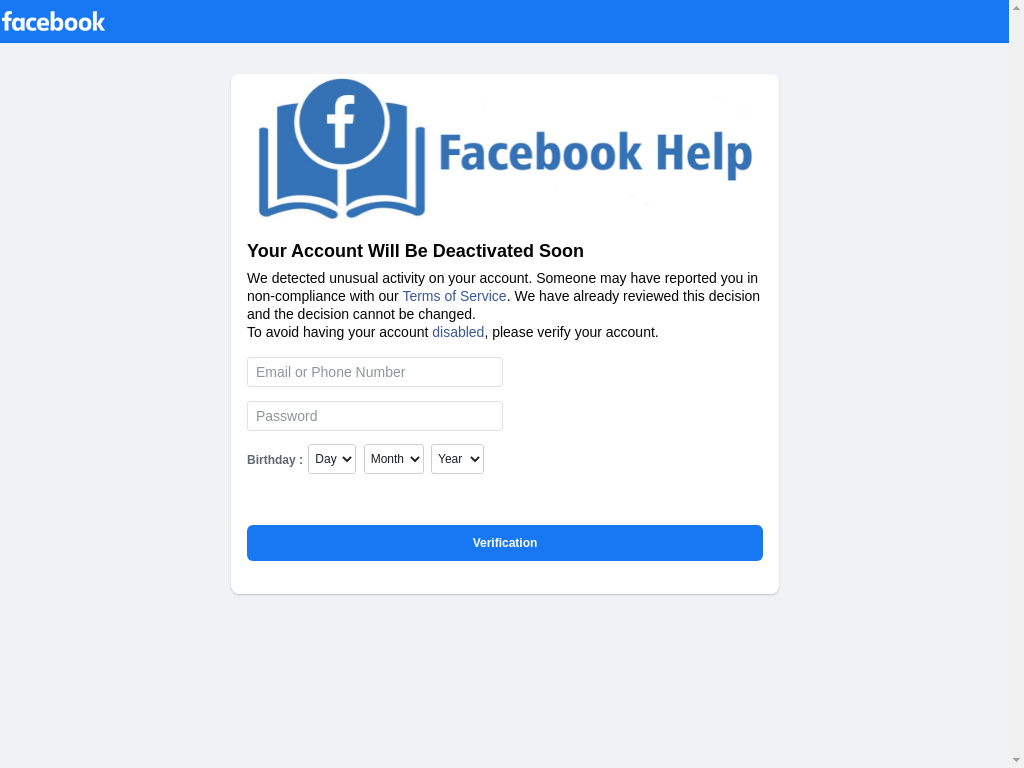 facebook
Facebook Help
Your Account Will Be Deactivated Soon
We detected unusual activity on your account. Someone may have reported you in
non-compliance with our Terms of Service. We have already reviewed this decision
and the decision cannot be changed.
To avoid having your account disabled, please verify your account.
Email or Phone Number
Password
Birthday : Day Month Year
Verification